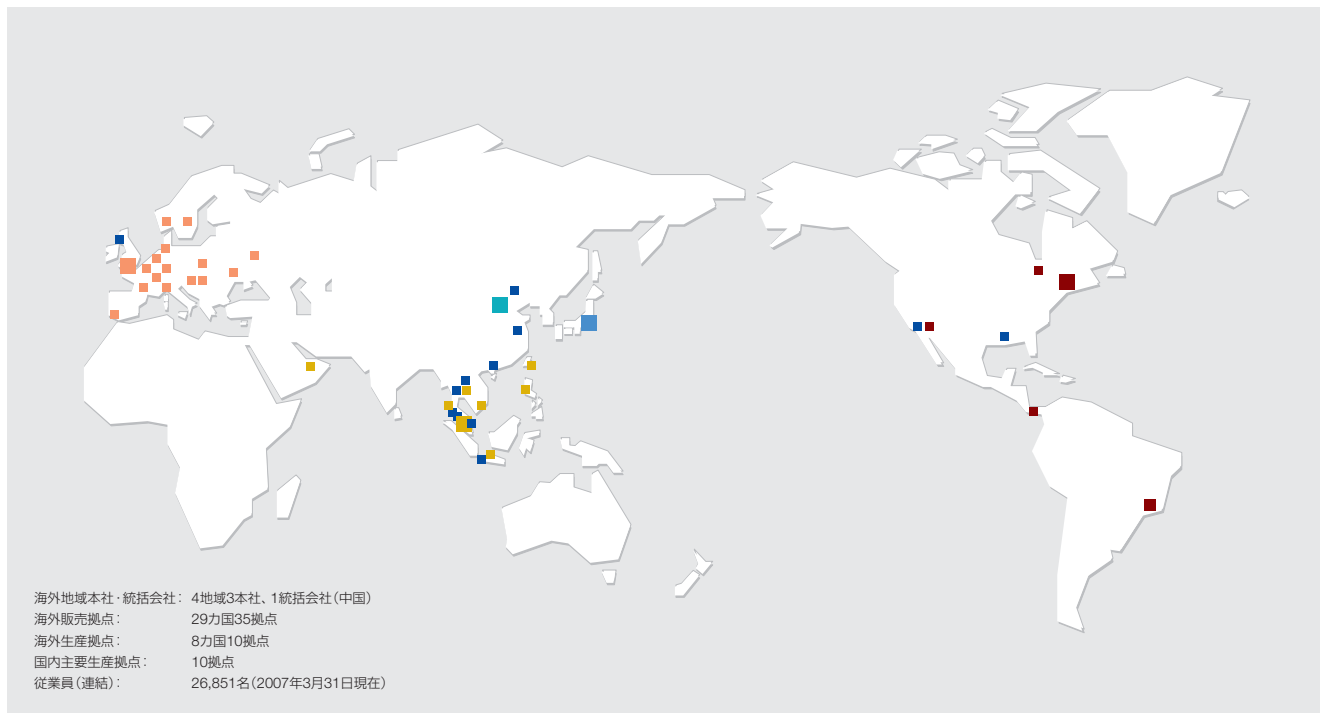 海外地域本社・統括会社： 4地域3本社、1統括会社（中国）
海外販売拠点： 29カ国35拠点
海外生産拠点： 8カ国10拠点
国内主要生産拠点： 10拠点
従業員（連結）： 26,851名（2007年3月31日現在）